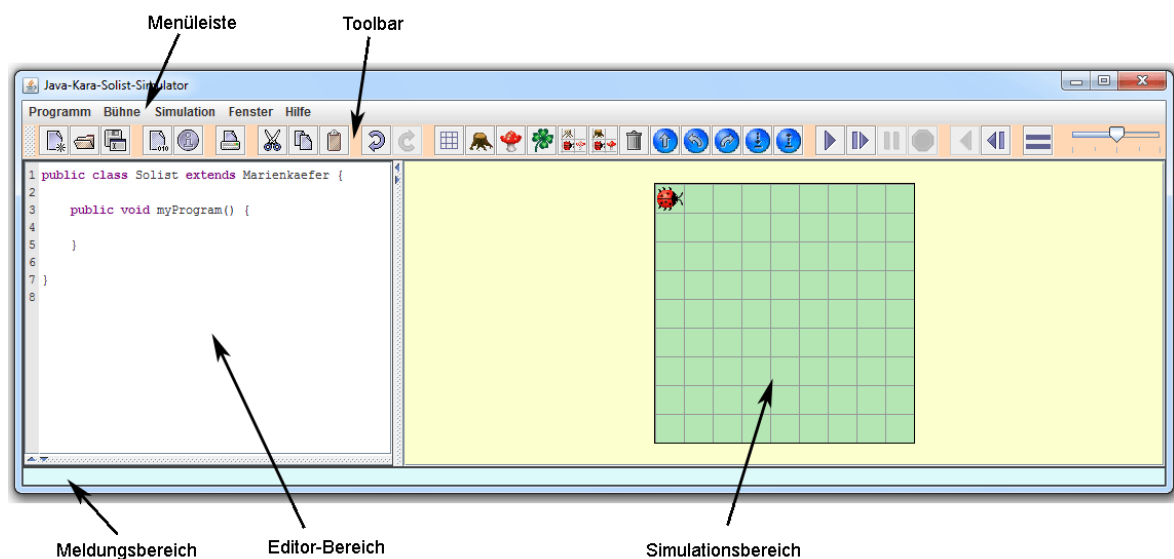 Menüleiste Toolbar
Java-Kara-Solist-Simulator
Programm Bühne Simulation Fenster Hilfe
010
1 public class Solist extends Marienkaefer {
2
3 public void myProgram() {
4
5 }
6
7 }
8
Meldungsbereich Editor-Bereich Simulationsbereich